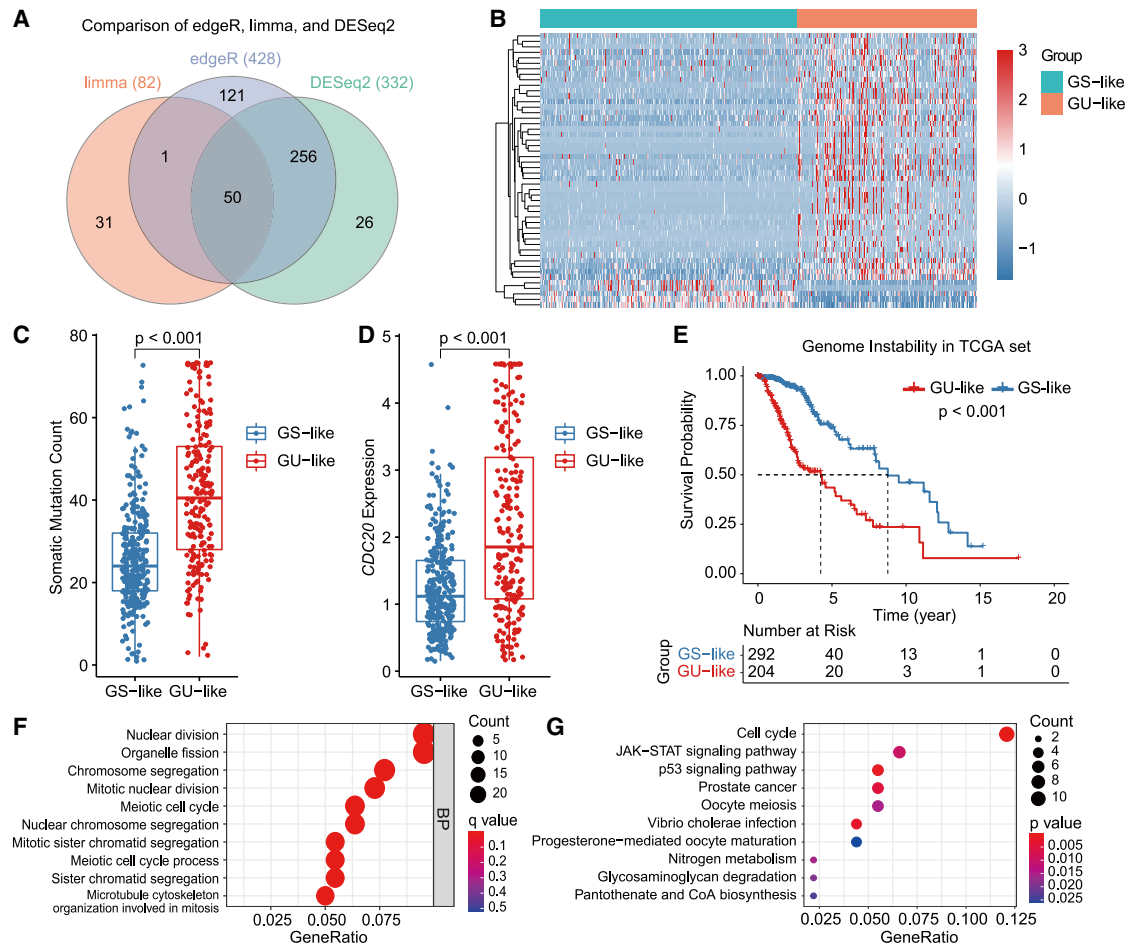 A
Comparison of edgeR, limma, and DESeq2
edgeR (428)
limma (82)
DESeq2 (332)
121
1
256
50
31
26
B
3
2
1
0
−1
Group
GS−like
GU−like
C
80
60
40
20
0
Somatic Mutation Count
p < 0.001
GS−like
GU−like
GS−like
GU−like
D
5
4
3
2
1
0
CDC20 Expression
p < 0.001
GS−like
GU−like
GS−like
GU−like
E
Genome Instability in TCGA set
GU−like
GS−like
p < 0.001
1.00
0.75
0.50
0.25
0.00
Survival Probability
0 5 10 15 20
Time (year)
Number at Risk
Group
GS−like 292 40 13 1 0
GU−like 204 20 3 1 0
F
Nuclear division
Organelle fission
Chromosome segregation
Mitotic nuclear division
Meiotic cell cycle
Nuclear chromosome segregation
Mitotic sister chromatid segregation
Meiotic cell cycle process
Sister chromatid segregation
Microtubule cytoskeleton
organization involved in mitosis
0.025 0.050 0.075
GeneRatio
BP
Count
5
10
15
20
q value
0.1
0.2
0.3
0.4
0.5
G
Cell cycle
JAK−STAT signaling pathway
p53 signaling pathway
Prostate cancer
Oocyte meiosis
Vibrio cholerae infection
Progesterone−mediated oocyte maturation
Nitrogen metabolism
Glycosaminoglycan degradation
Pantothenate and CoA biosynthesis
0.025 0.050 0.075 0.100 0.125
GeneRatio
Count
2
4
6
8
10
p value
0.005
0.010
0.015
0.020
0.025